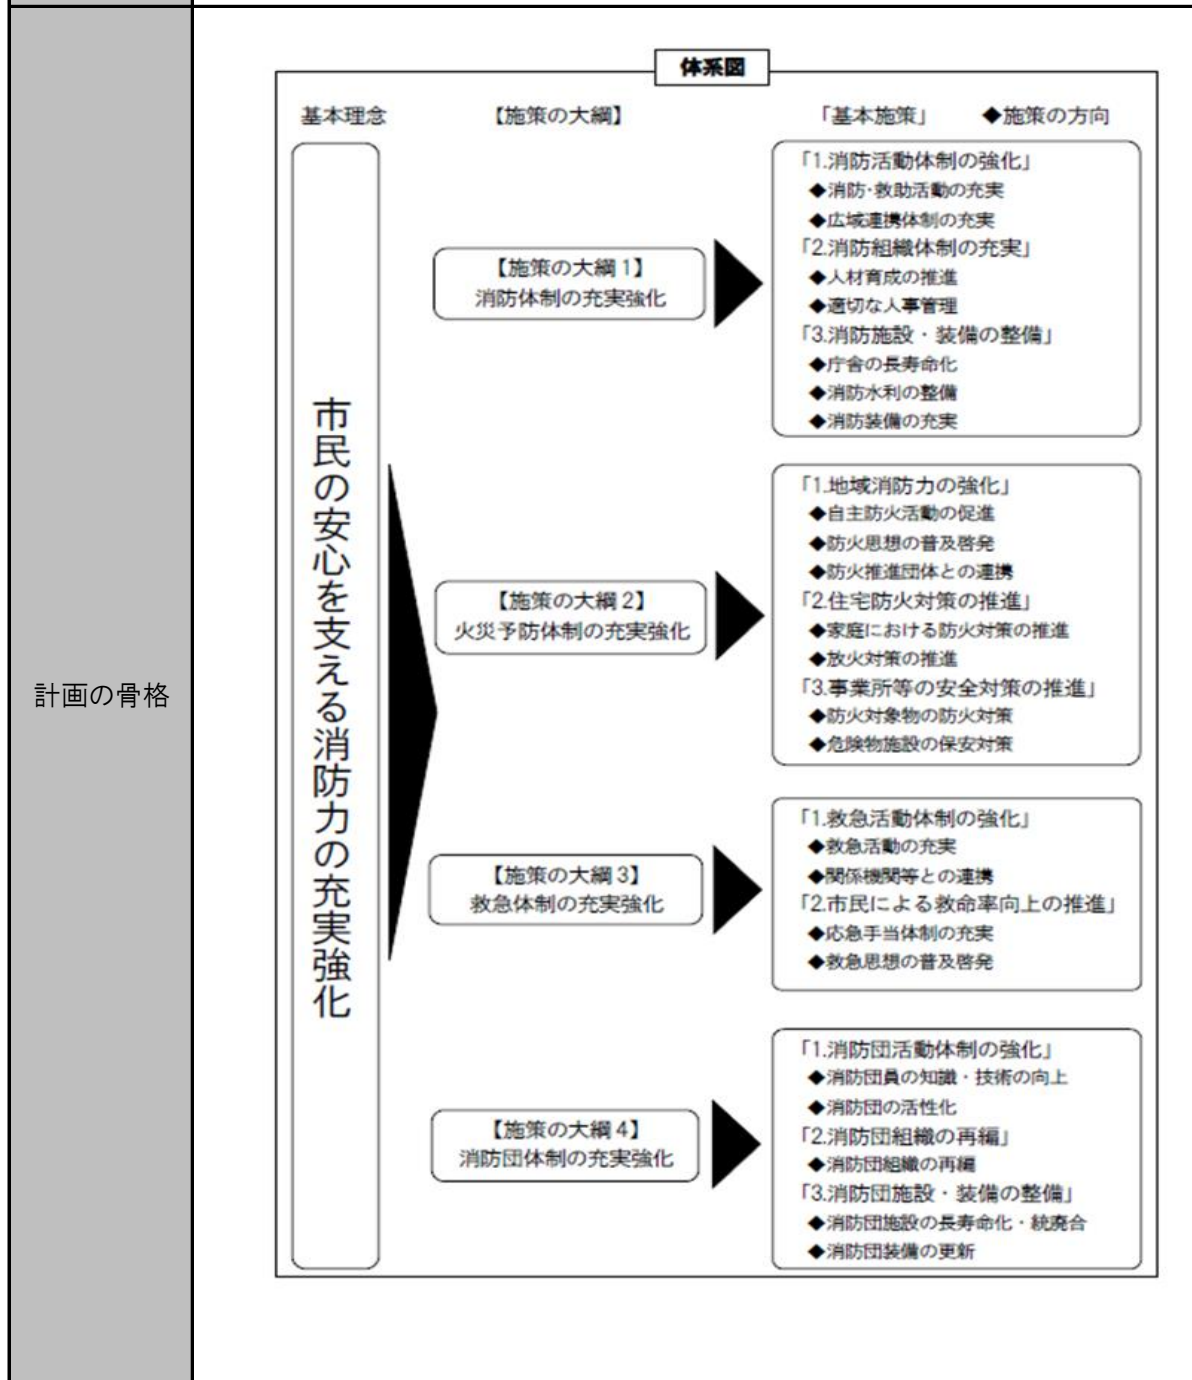 計画の骨格
体系図
基本理念
【施策の大綱】
「基本施策」
◆施策の方向
市民の安心を支える消防力の充実強化
【施策の大綱1】
消防体制の充実強化
「1.消防活動体制の強化」
◆消防・救助活動の充実
◆広域連携体制の充実
「2.消防組織体制の充実」
◆人材育成の推進
◆適切な人事管理
「3.消防施設・装備の整備」
◆庁舎の長寿命化
◆消防水利の整備
◆消防装備の充実
【施策の大綱2】
火災予防体制の充実強化
「1.地域消防力の強化」
◆自主防火活動の促進
◆防火思想の普及啓発
◆防火推進団体との連携
「2.住宅防火対策の推進」
◆家庭における防火対策の推進
◆放火対策の推進
「3.事業所等の安全対策の推進」
◆防火対象物の防火対策
◆危険物施設の保安対策
【施策の大綱3】
救急体制の充実強化
「1.救急活動体制の強化」
◆救急活動の充実
◆関係機関等との連携
「2.市民による救命率向上の推進」
◆応急手当体制の充実
◆救急思想の普及啓発
【施策の大綱4】
消防団体制の充実強化
「1.消防団活動体制の強化」
◆消防団員の知識・技術の向上
◆消防団の活性化
「2.消防団組織の再編」
◆消防団組織の再編
「3.消防団施設・装備の整備」
◆消防団施設の長寿命化・統廃合
◆消防団装備の更新